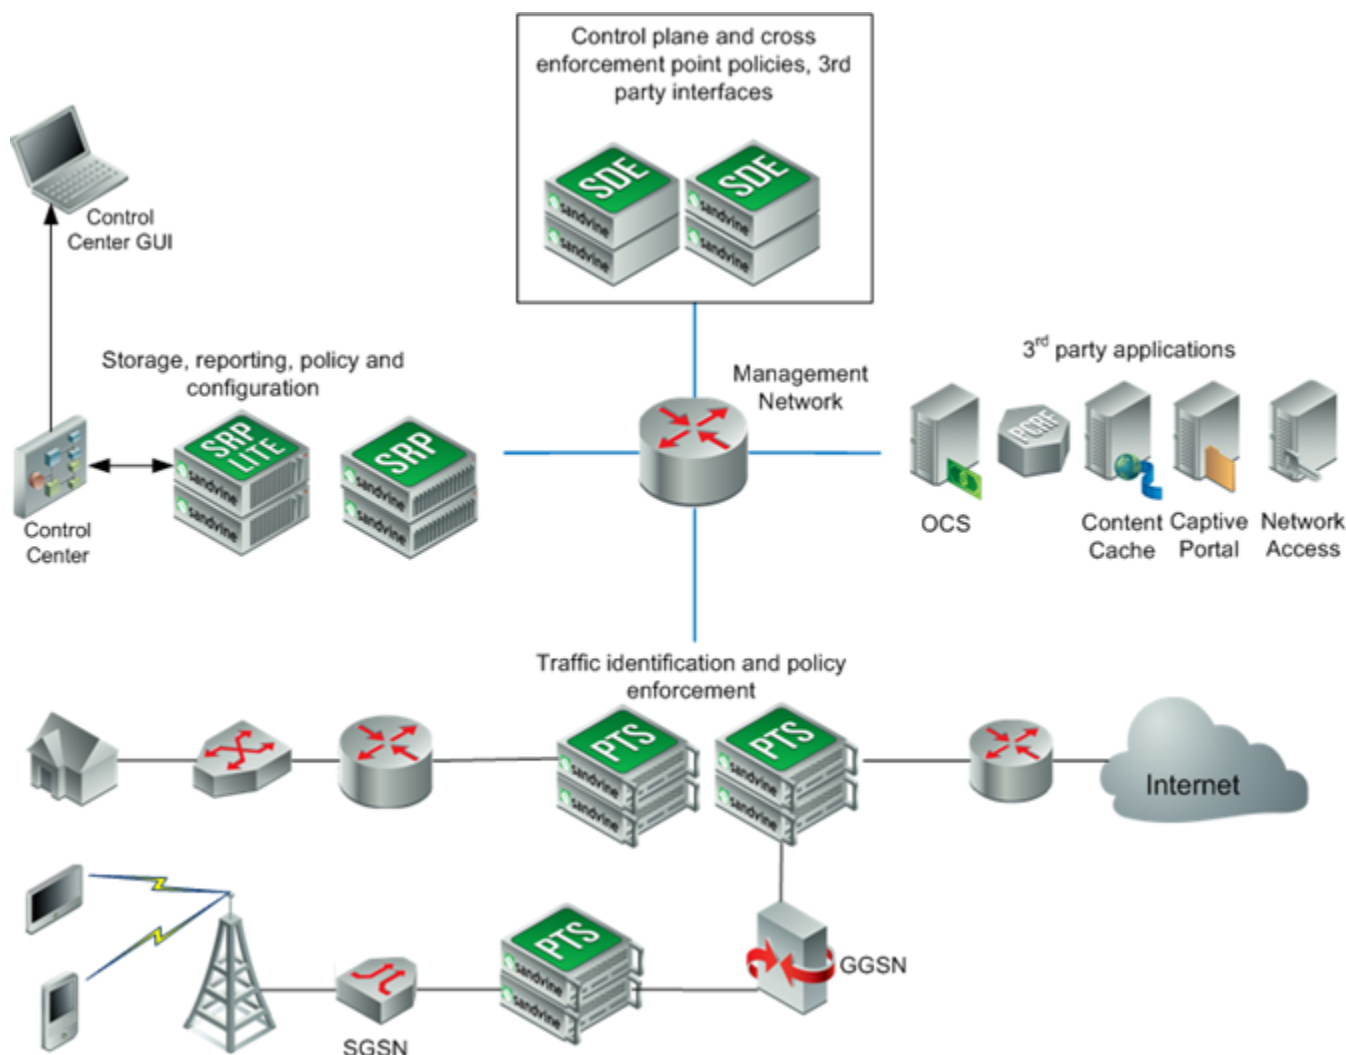 Control plane and cross
enforcement point policies, 3rd
party interfaces
SDE
sandvine
sandvine
SDE
sandvine
sandvine
Control
Center GUI
Storage, reporting, policy and
configuration
SRP
LITE
sandvine
sandvine
SRP
sandvine
sandvine
Control
Center
Management
Network
3rd party applications
PCRF
OCS
Content
Cache
Captive
Portal
Network
Access
Traffic identification and policy
enforcement
PTS
sandvine
sandvine
PTS
sandvine
sandvine
Internet
PTS
sandvine
sandvine
GGSN
SGSN